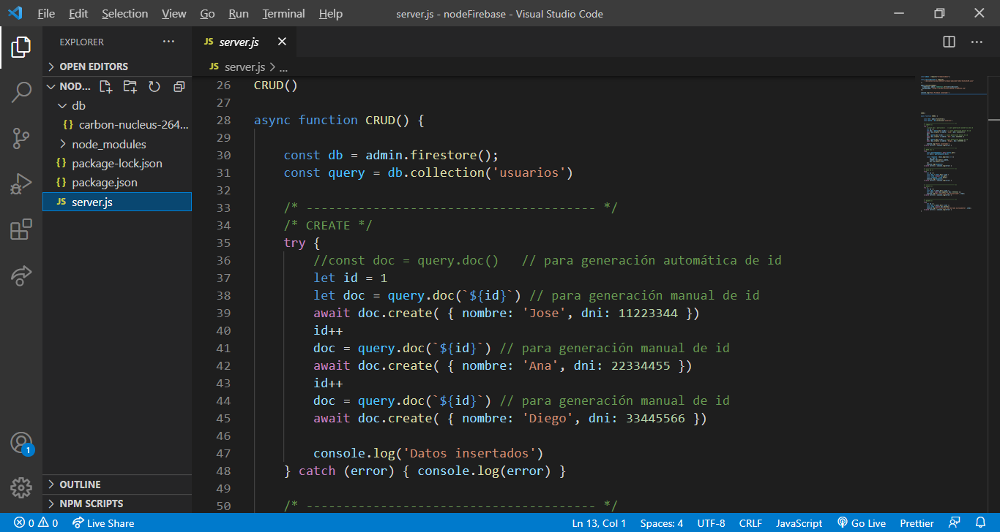 File Edit Selection View Go Run Terminal Help server.js - nodeFirebase - Visual Studio Code
EXPLORER
OPEN EDITORS
NOD...
db
{} carbon-nucleus-264...
node_modules
{} package-lock.json
{} package.json
JS server.js
OUTLINE
NPM SCRIPTS
1
JS server.js
JS server.js > ...
26 CRUD()
27
28 async function CRUD() {
29
30 const db = admin.firestore();
31 const query = db.collection('usuarios')
32
33 /* --------------------------------------- */
34 /* CREATE */
35 try {
36 //const doc = query.doc() // para generación automática de id
37 let id = 1
38 let doc = query.doc(`${id}`) // para generación manual de id
39 await doc.create( { nombre: 'Jose', dni: 11223344 })
40 id++
41 doc = query.doc(`${id}`) // para generación manual de id
42 await doc.create( { nombre: 'Ana', dni: 22334455 })
43 id++
44 doc = query.doc(`${id}`) // para generación manual de id
45 await doc.create( { nombre: 'Diego', dni: 33445566 })
46
47 console.log('Datos insertados')
48 } catch (error) { console.log(error) }
49
50 /* --------------------------------------- */
0 0 Live Share Ln 13, Col 1 Spaces: 4 UTF-8 CRLF JavaScript Go Live Prettier